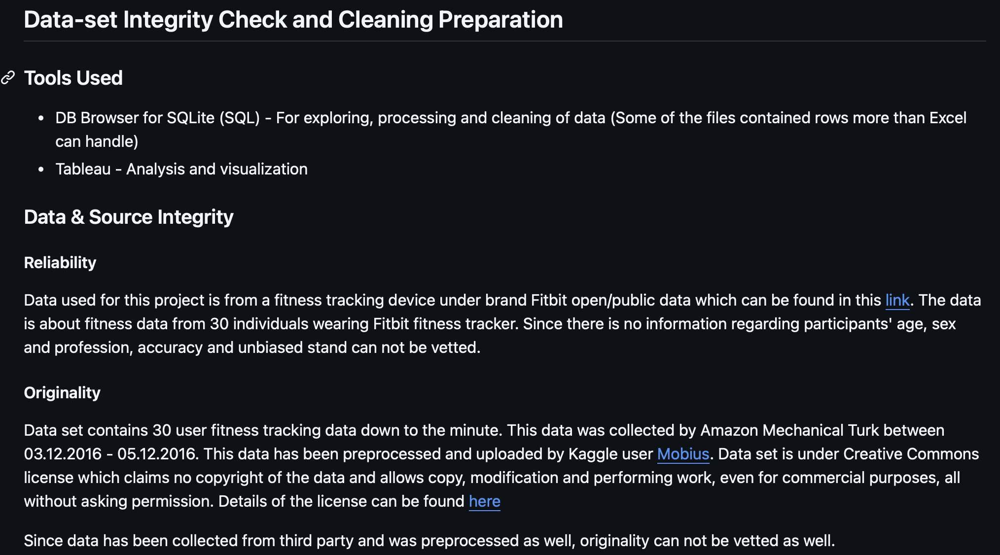 Data-set Integrity Check and Cleaning Preparation
Tools Used
• DB Browser for SQLite (SQL) - For exploring, processing and cleaning of data (Some of the files contained rows more than Excel
can handle)
• Tableau - Analysis and visualization
Data & Source Integrity
Reliability
Data used for this project is from a fitness tracking device under brand Fitbit open/public data which can be found in this link. The data
is about fitness data from 30 individuals wearing Fitbit fitness tracker. Since there is no information regarding participants' age, sex
and profession, accuracy and unbiased stand can not be vetted.
Originality
Data set contains 30 user fitness tracking data down to the minute. This data was collected by Amazon Mechanical Turk between
03.12.2016 - 05.12.2016. This data has been preprocessed and uploaded by Kaggle user Mobius. Data set is under Creative Commons
license which claims no copyright of the data and allows copy, modification and performing work, even for commercial purposes, all
without asking permission. Details of the license can be found here
Since data has been collected from third party and was preprocessed as well, originality can not be vetted as well.